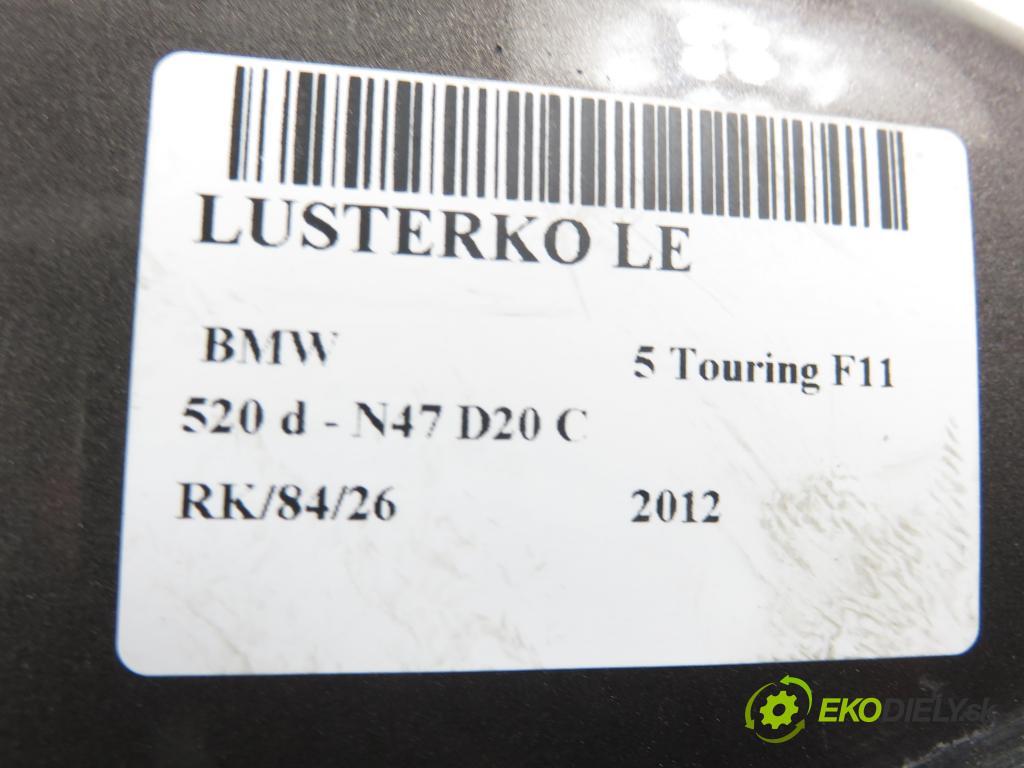 LUSTERKO LE
BMW 5 Touring F11
520 d - N47 D20 C
RK/84/26 2012
EKODIELY.sk